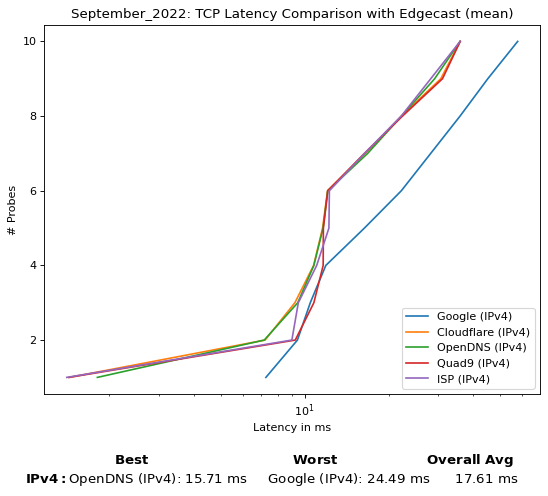 September_2022: TCP Latency Comparison with Edgecast (mean)
10
8
6
4
2
# Probes
Google (IPv4)
Cloudflare (IPv4)
OpenDNS (IPv4)
Quad9 (IPv4)
ISP (IPv4)
10¹
Latency in ms
Best Worst Overall Avg
IPv4: OpenDNS (IPv4): 15.71 ms Google (IPv4): 24.49 ms 17.61 ms